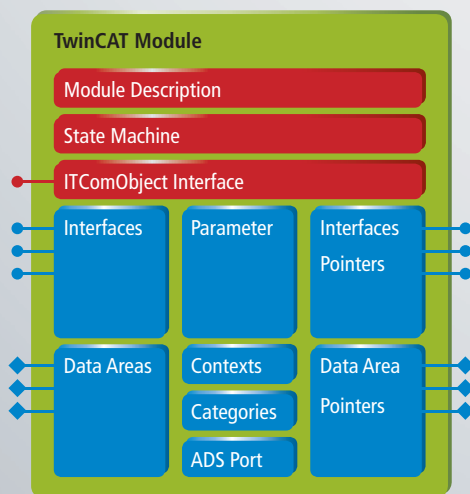 TwinCAT Module
Module Description
State Machine
ITComObject Interface
Interfaces
Parameter
Interfaces
Pointers
Data Areas
Contexts
Categories
ADS Port
Data Area
Pointers